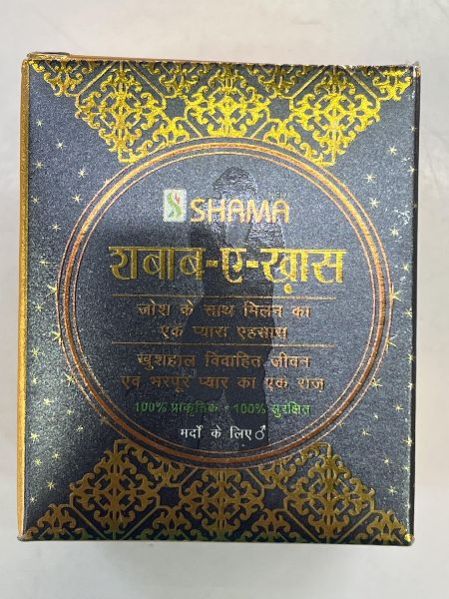 SHAMA
शबाब-ए-ख़ास
जोश के साथ मिलन का
एक प्यारा एहसास
खुशहाल विवाहित जीवन
एवं भरपूर प्यार का एक राज़
100% प्राकृतिक - 100% सुरक्षित
मर्दो के लिए♂